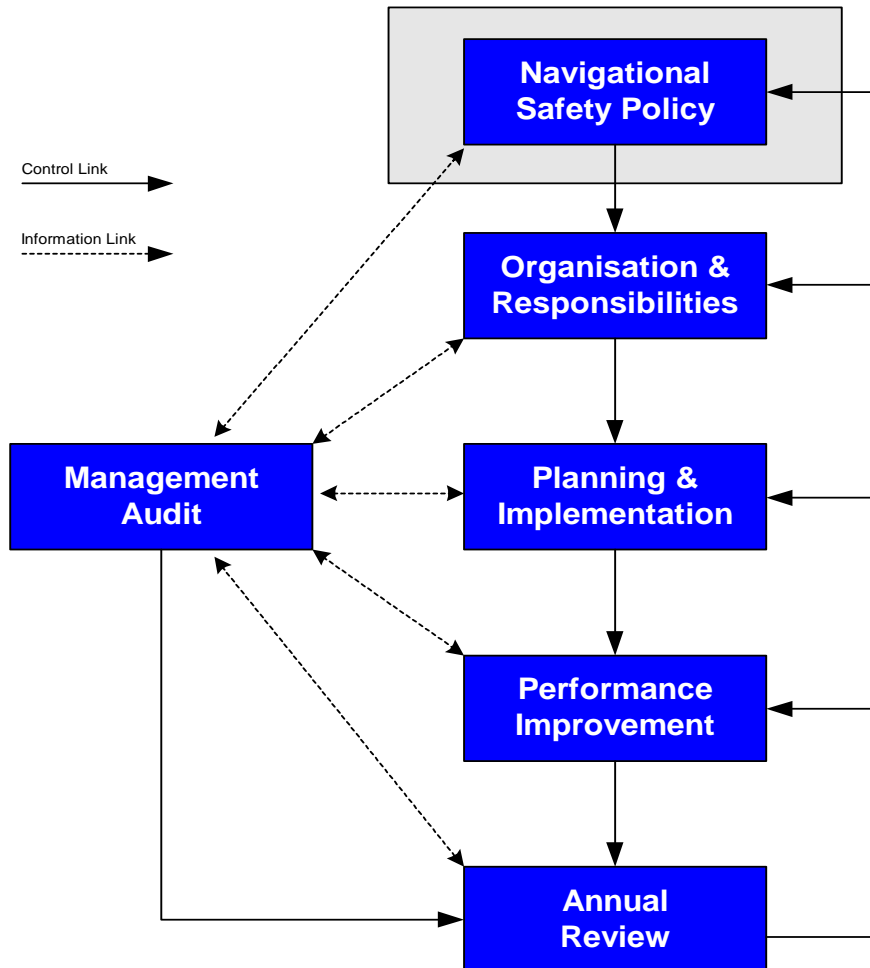 Navigational
Safety Policy
Control Link
Information Link
Organisation &
Responsibilities
Management
Audit
Planning &
Implementation
Performance
Improvement
Annual
Review